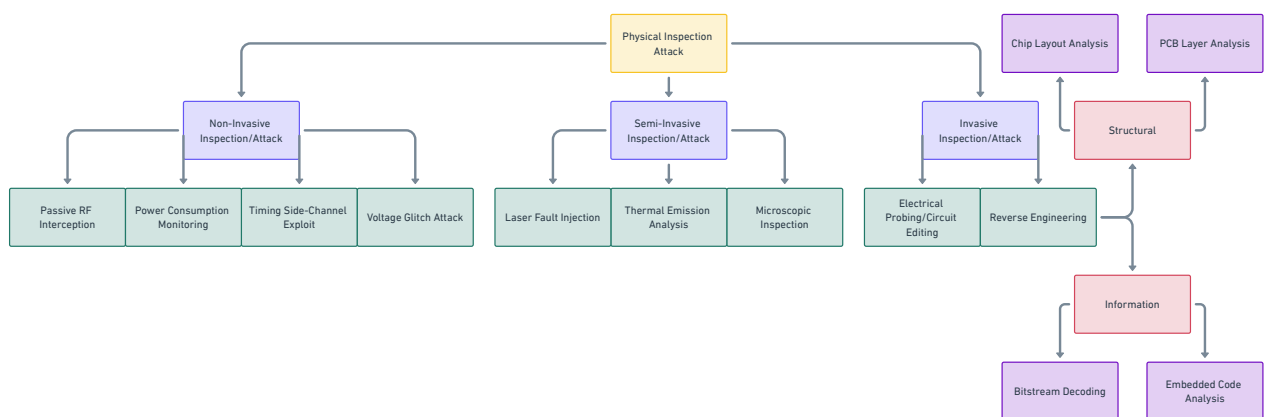 Physical Inspection
Attack
Chip Layout Analysis
PCB Layer Analysis
Non-Invasive
Inspection/Attack
Semi-Invasive
Inspection/Attack
Invasive
Inspection/Attack
Structural
Passive RF
Interception
Power Consumption
Monitoring
Timing Side-Channel
Exploit
Voltage Glitch Attack
Laser Fault Injection
Thermal Emission
Analysis
Microscopic
Inspection
Electrical
Probing/Circuit
Editing
Reverse Engineering
Information
Bitstream Decoding
Embedded Code
Analysis